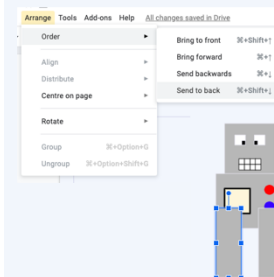 Arrange Tools Add-ons Help All changes saved in Drive
Order ► Bring to front ⌘+Shift+↑
Bring forward ⌘+↑
Align ► Send backwards ⌘+↓
Distribute ► Send to back ⌘+Shift+↓
Centre on page ►
Rotate ►
Group ⌘+Option+G
Ungroup ⌘+Option+Shift+G